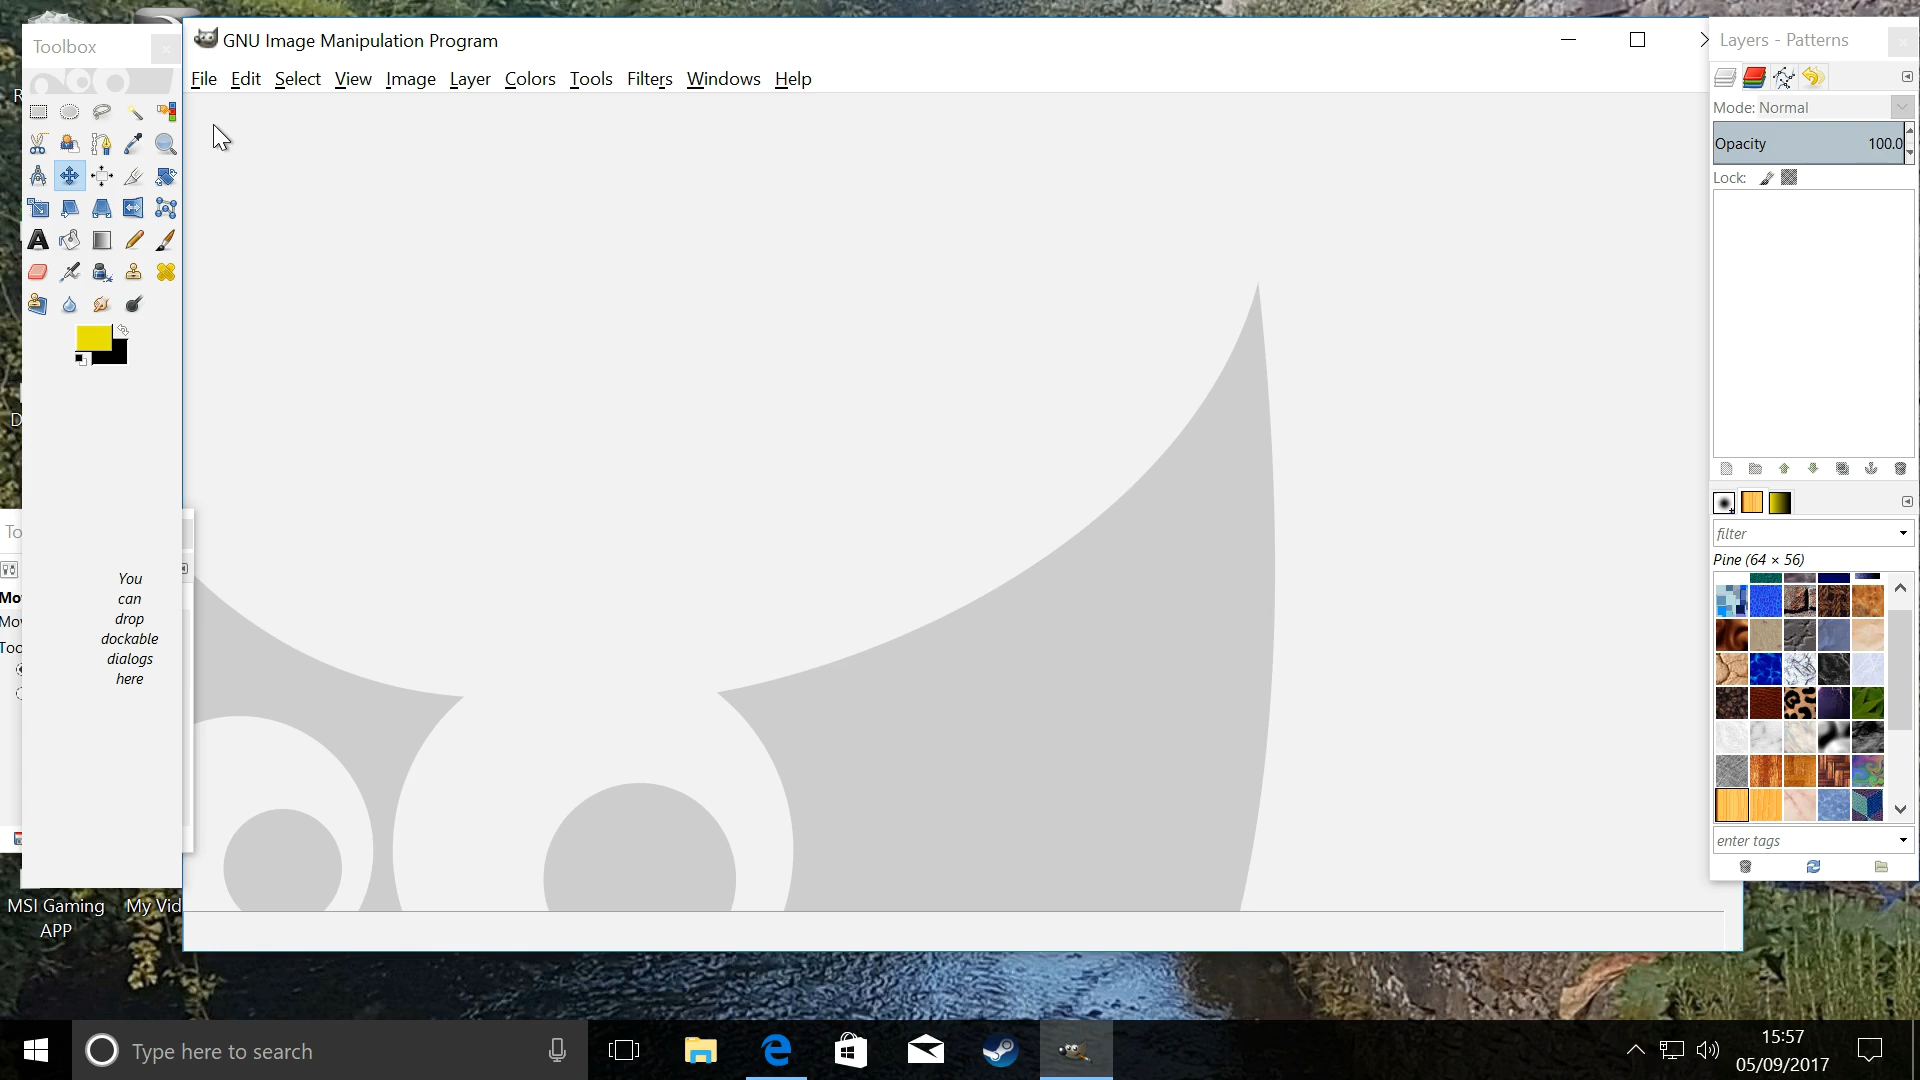 Toolbox
GNU Image Manipulation Program
File Edit Select View Image Layer Colors Tools Filters Windows Help
You
can
drop
dockable
dialogs
here
Layers - Patterns
Mode: Normal
Opacity 100.0
Lock:
filter
Pine (64 × 56)
enter tags
MSI Gaming
APP
My Vid
Type here to search
15:57
05/09/2017